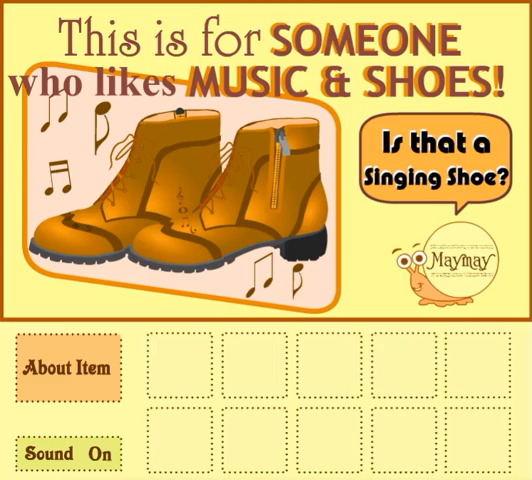 This is for SOMEONE
who likes MUSIC & SHOES!
Is that a
Singing Shoe?
Maymay
About Item
Sound On